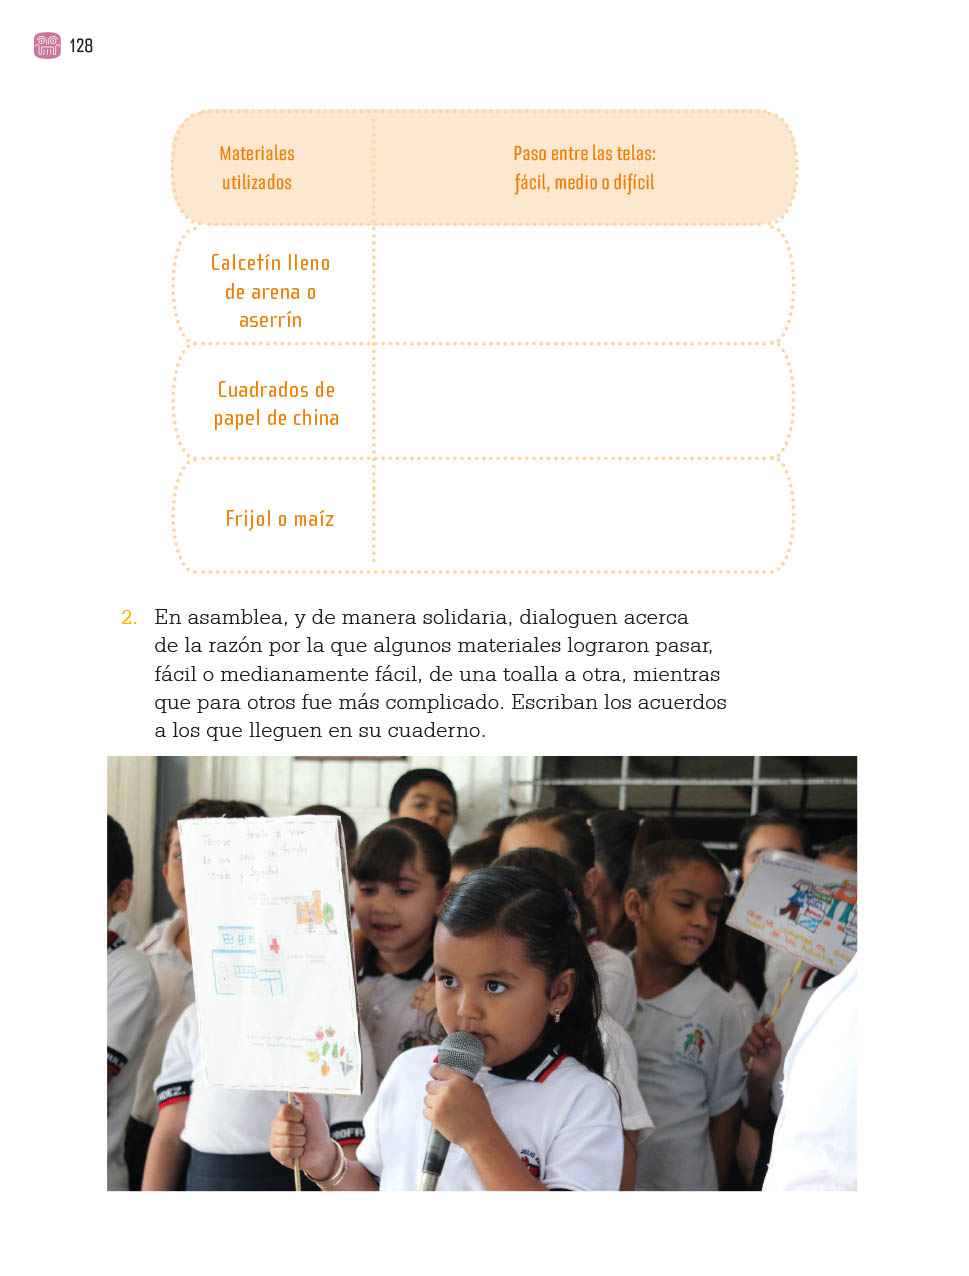 128
Materiales
utilizados
Paso entre las telas:
fácil, medio o difícil
Calcetín lleno
de arena o
aserrín
Cuadrados de
papel de china
Frijol o maíz
2. En asamblea, y de manera solidaria, dialoguen acerca
de la razón por la que algunos materiales lograron pasar,
fácil o medianamente fácil, de una toalla a otra, mientras
que para otros fue más complicado. Escriban los acuerdos
a los que lleguen en su cuaderno.
familia
y
JULIO
PROFR